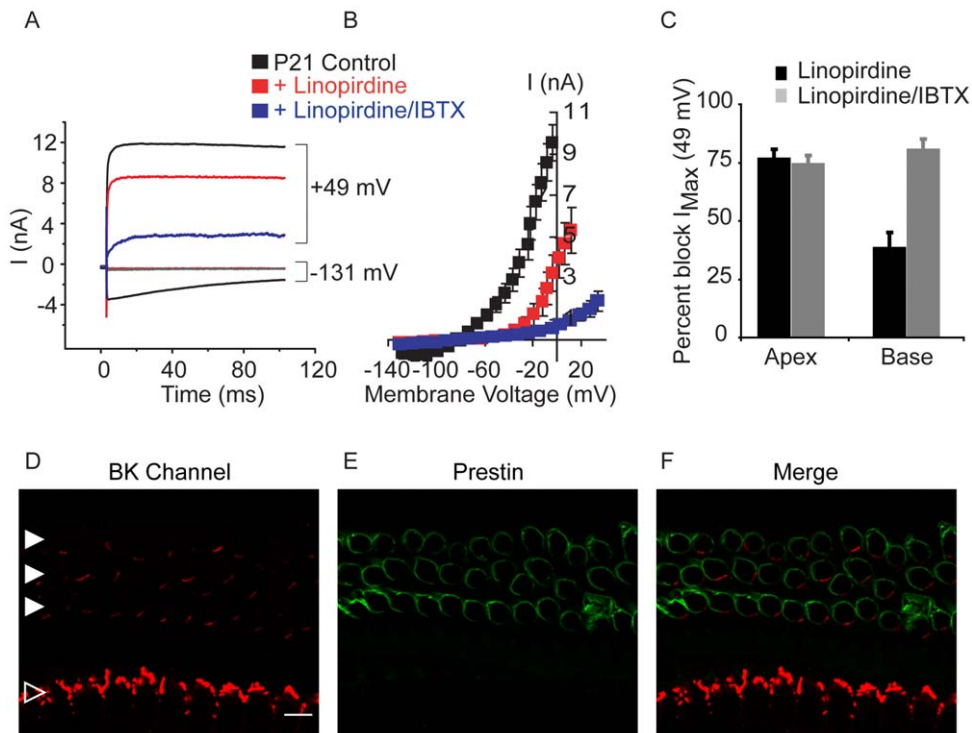 A
B
C
P21 Control
+ Linopirdine
+ Linopirdine/IBTX
I (nA)
12
8
4
0
-4
0
40
80
120
Time (ms)
+49 mV
-131 mV
I (nA)
11
9
7
5
3
1
-140
-100
-60
-20
20
Membrane Voltage (mV)
Linopirdine
Linopirdine/IBTX
Percent block I Max (49 mV)
100
75
50
25
0
Apex
Base
D
BK Channel
E
Prestin
F
Merge